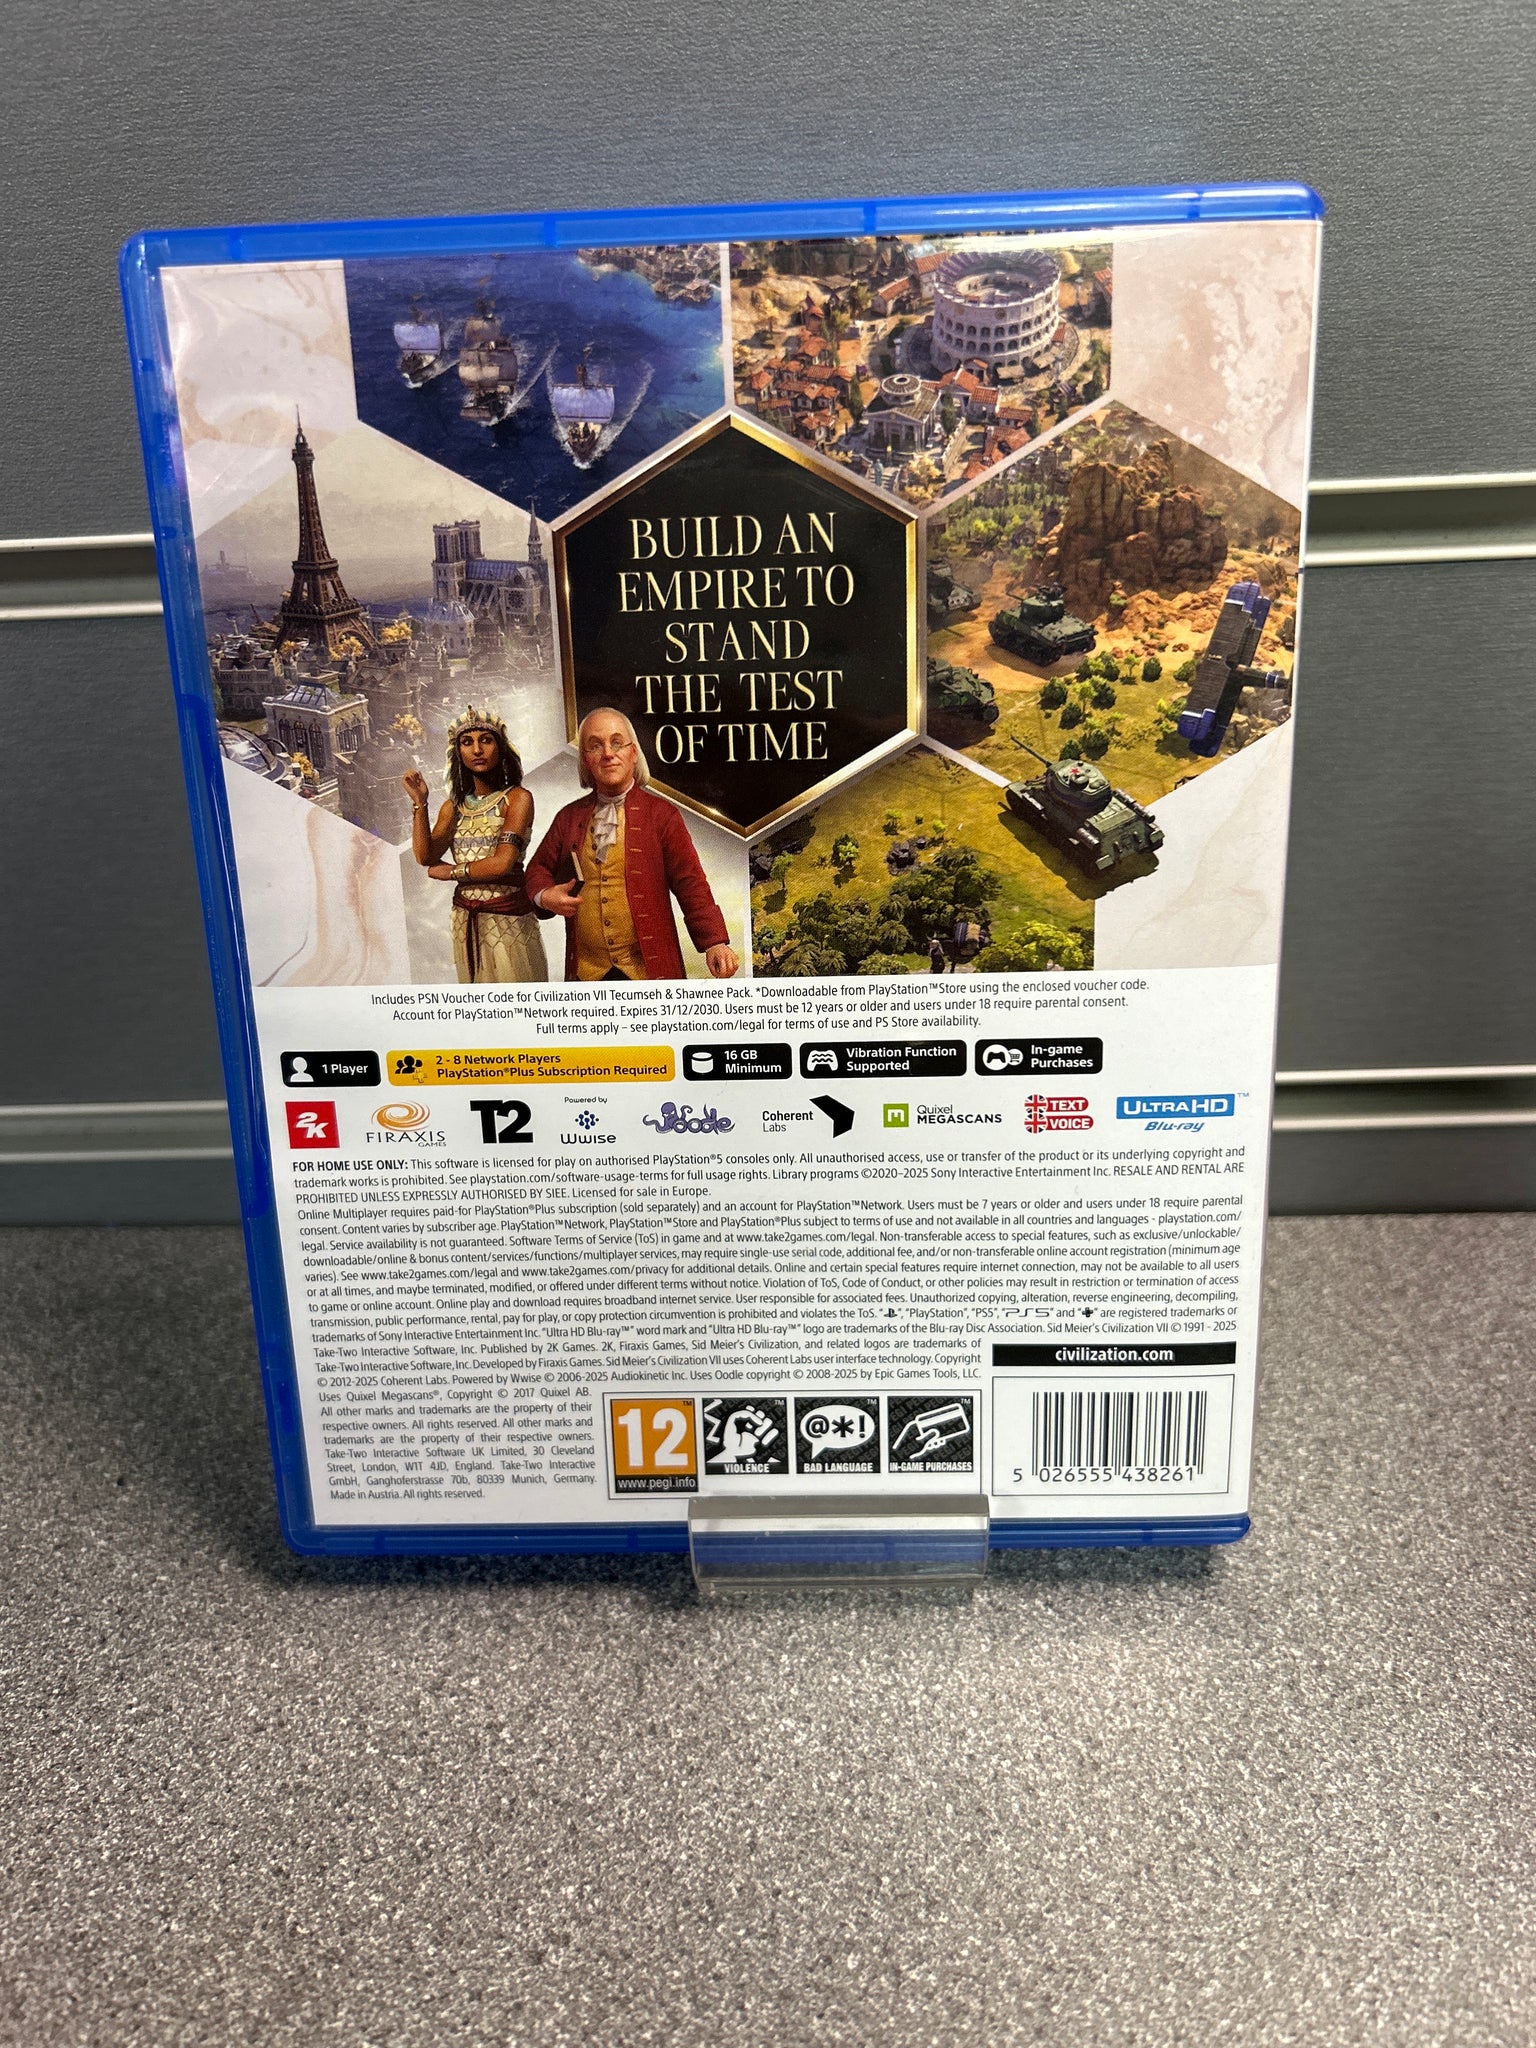 BUILD AN
EMPIRE TO
STAND
THE TEST
OF TIME
Includes PSN Voucher Code for Civilization VII Tecumseh & Shawnee Pack. *Downloadable from PlayStation™Store using the enclosed voucher code.
Account for PlayStation™Network required. Expires 31/12/2030. Users must be 12 years or older and users under 18 require parental consent.
Full terms apply – see playstation.com/legal for terms of use and PS Store availability.
1 Player
2 - 8 Network Players
PlayStation®Plus Subscription Required
16 GB
Minimum
Vibration Function
Supported
In-game
Purchases
2K
FIRAXIS
GAMES
T2
Powered by
Wwise
oodle
Coherent
Labs
Quixel
MEGASCANS
TEXT
VOICE
ULTRA HD™
Blu-ray
FOR HOME USE ONLY: This software is licensed for play on authorised PlayStation®5 consoles only. All unauthorised access, use or transfer of the product or its underlying copyright and
trademark works is prohibited. See playstation.com/software-usage-terms for full usage rights. Library programs ©2020–2025 Sony Interactive Entertainment Inc. RESALE AND RENTAL ARE
PROHIBITED UNLESS EXPRESSLY AUTHORISED BY SIEE. Licensed for sale in Europe.
Online Multiplayer requires paid-for PlayStation®Plus subscription (sold separately) and an account for PlayStation™Network. Users must be 7 years or older and users under 18 require parental
consent. Content varies by subscriber age. PlayStation™Network, PlayStation™Store and PlayStation®Plus subject to terms of use and not available in all countries and languages - playstation.com/
legal. Service availability is not guaranteed. Software Terms of Service (ToS) in game and at www.take2games.com/legal. Non-transferable access to special features, such as exclusive/unlockable/
downloadable/online & bonus content/services/functions/multiplayer services, may require single-use serial code, additional fee, and/or non-transferable online account registration (minimum age
varies). See www.take2games.com/legal and www.take2games.com/privacy for additional details. Online and certain special features require internet connection, may not be available to all users
or at all times, and maybe terminated, modified, or offered under different terms without notice. Violation of ToS, Code of Conduct, or other policies may result in restriction or termination of access
to game or online account. Online play and download requires broadband internet service. User responsible for associated fees. Unauthorized copying, alteration, reverse engineering, decompiling,
transmission, public performance, rental, pay for play, or copy protection circumvention is prohibited and violates the ToS. " ", "PlayStation", "PS5", "PS5" and " " are registered trademarks or
trademarks of Sony Interactive Entertainment Inc. "Ultra HD Blu-ray™" word mark and "Ultra HD Blu-ray™" logo are trademarks of the Blu-ray Disc Association. Sid Meier's Civilization VII © 1991 - 2025
Take-Two Interactive Software, Inc. Published by 2K Games. 2K, Firaxis Games, Sid Meier's Civilization, and related logos are trademarks of
Take-Two Interactive Software, Inc. Developed by Firaxis Games. Sid Meier's Civilization VII uses Coherent Labs user interface technology. Copyright
© 2012-2025 Coherent Labs. Powered by Wwise © 2006-2025 Audiokinetic Inc. Uses Oodle copyright © 2008-2025 by Epic Games Tools, LLC.
Uses Quixel Megascans®, Copyright © 2017 Quixel AB.
All other marks and trademarks are the property of their
respective owners. All rights reserved. All other marks and
trademarks are the property of their respective owners.
Take-Two Interactive Software UK Limited, 30 Cleveland
Street, London, W1T 4JD, England. Take-Two Interactive
GmbH, Ganghoferstrasse 70b, 80339 Munich, Germany.
Made in Austria. All rights reserved.
12™
www.pegi.info
VIOLENCE
@*!
BAD LANGUAGE
IN-GAME PURCHASES
civilization.com
5 026555 438261